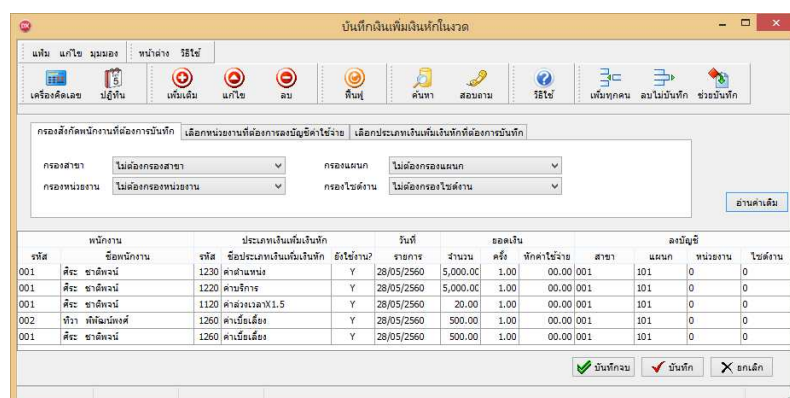 บันทึกเงินเพิ่มเงินหักในงวด
แฟ้ม แก้ไข มุมมอง หน้าต่าง วิธีใช้
เครื่องคิดเลข ปฏิทิน เพิ่มเติม แก้ไข ลบ ฟื้นฟู ค้นหา สอบถาม วิธีใช้ เพิ่มทุกคน ลบไม่บันทึก ช่วยบันทึก
กรองสังกัดพนักงานที่ต้องการบันทึก เลือกหน่วยงานที่ต้องการลงบัญชีค่าใช้จ่าย เลือกประเภทเงินเพิ่มเงินหักที่ต้องการบันทึก
กรองสาขา ไม่ต้องกรองสาขา กรองแผนก ไม่ต้องกรองแผนก
กรองหน่วยงาน ไม่ต้องกรองหน่วยงาน กรองไซด์งาน ไม่ต้องกรองไซด์งาน
อ่านค่าเดิม
พนักงาน ประเภทเงินเพิ่มเงินหัก วันที่ ยอดเงิน ลงบัญชี
รหัส ชื่อพนักงาน รหัส ชื่อประเภทเงินเพิ่มเงินหัก ยังใช้งาน? รายการ จำนวน ครั้ง หักค่าใช้จ่าย สาขา แผนก หน่วยงาน ไซด์งาน
001 ศิระ ชาติพจน์ 1230 ค่าตำแหน่ง Y 28/05/2560 5,000.00 1.00 00.00 001 101 0 0
001 ศิระ ชาติพจน์ 1220 ค่าบริการ Y 28/05/2560 5,000.00 1.00 00.00 001 101 0 0
001 ศิระ ชาติพจน์ 1120 ค่าล่วงเวลาX1.5 Y 28/05/2560 20.00 1.00 00.00 001 101 0 0
002 ทิวา พิพัฒน์พงศ์ 1260 ค่าเบี้ยเลี้ยง Y 28/05/2560 500.00 1.00 00.00 001 101 0 0
001 ศิระ ชาติพจน์ 1260 ค่าเบี้ยเลี้ยง Y 28/05/2560 500.00 1.00 00.00 001 101 0 0
บันทึกจบ บันทึก ยกเลิก